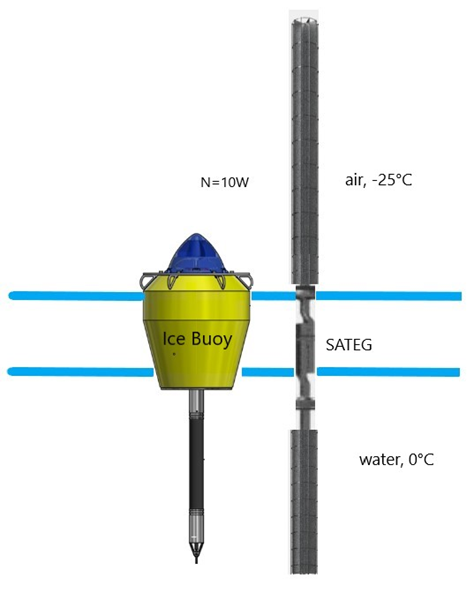 air, -25°C
N=10W
Ice Buoy
SATEG
water, 0°C